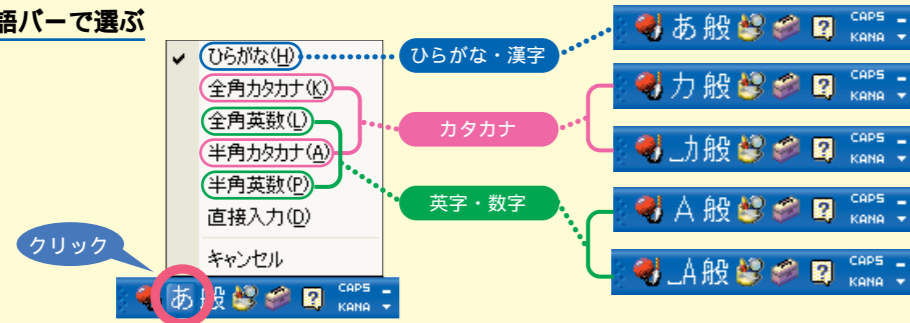 語バーで選ぶ
ひらがな(H)
全角カタカナ(K)
全角英数(L)
半角カタカナ(A)
半角英数(P)
直接入力(D)
キャンセル
クリック
あ 般 CAPS KANA
ひらがな・漢字
カタカナ
英字・数字
あ 般 CAPS KANA
カ 般 CAPS KANA
_カ 般 CAPS KANA
A 般 CAPS KANA
_A 般 CAPS KANA